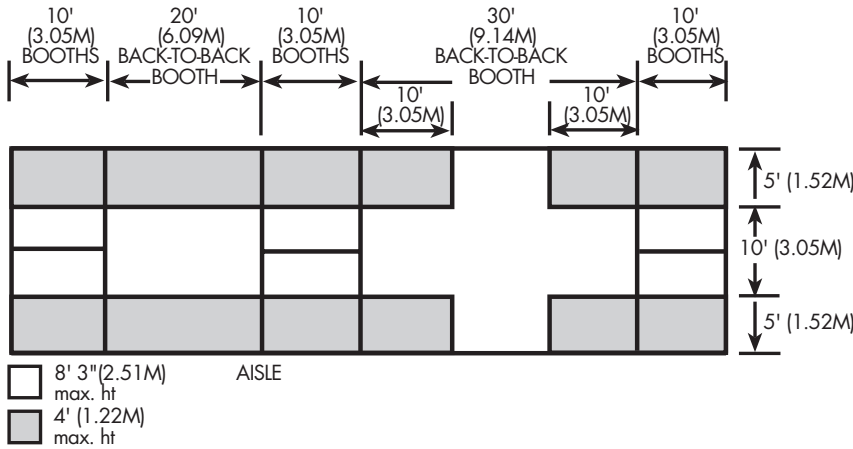 10'
(3.05M)
BOOTHS
20'
(6.09M)
BACK-TO-BACK
BOOTH
10'
(3.05M)
BOOTHS
30'
(9.14M)
BACK-TO-BACK
BOOTH
10'
(3.05M)
BOOTHS
10'
(3.05M)
10'
(3.05M)
5' (1.52M)
10' (3.05M)
5' (1.52M)
8' 3"(2.51M)
max. ht
AISLE
4' (1.22M)
max. ht